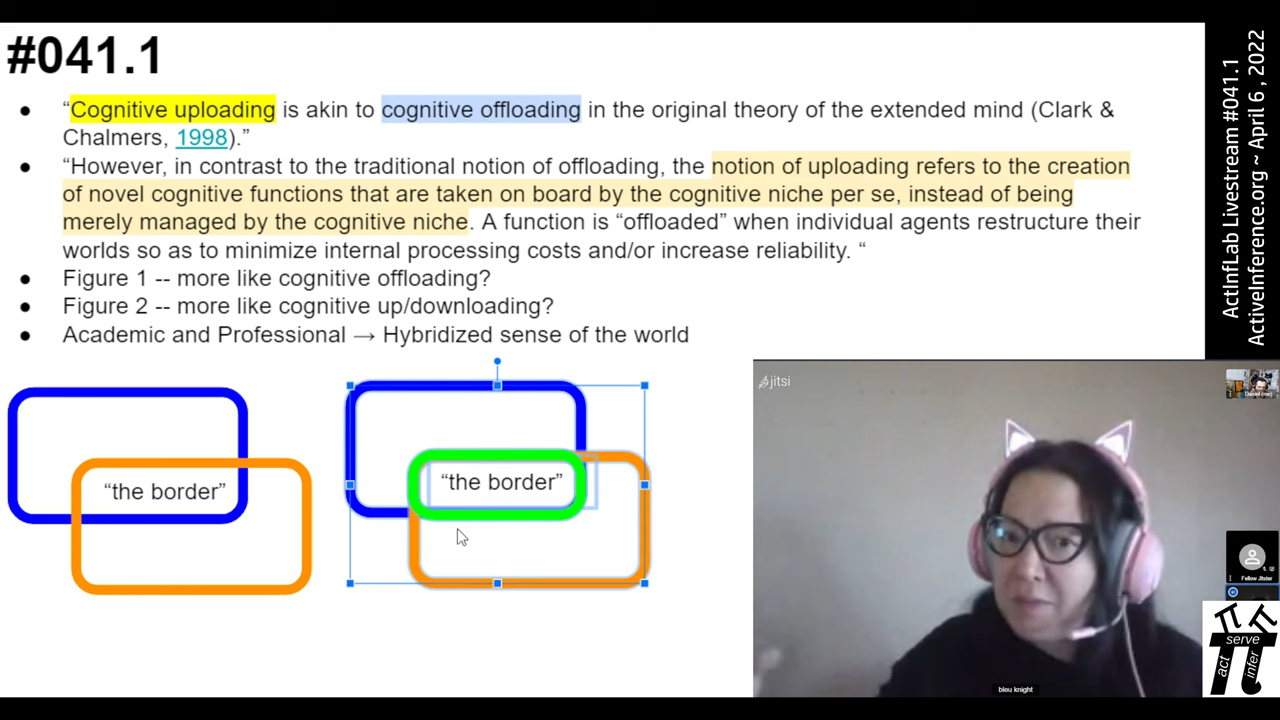 #041.1
● “Cognitive uploading is akin to cognitive offloading in the original theory of the extended mind (Clark &
Chalmers, 1998).”
● “However, in contrast to the traditional notion of offloading, the notion of uploading refers to the creation
of novel cognitive functions that are taken on board by the cognitive niche per se, instead of being
merely managed by the cognitive niche. A function is “offloaded” when individual agents restructure their
worlds so as to minimize internal processing costs and/or increase reliability. “
● Figure 1 -- more like cognitive offloading?
● Figure 2 -- more like cognitive up/downloading?
● Academic and Professional → Hybridized sense of the world
“the border”
“the border”
ActInfLab Livestream #041.1
ActiveInference.org ~ April 6 , 2022
jitsi
Daniel (me)
Fellow Jitster
bleu knight
act
serve
infer